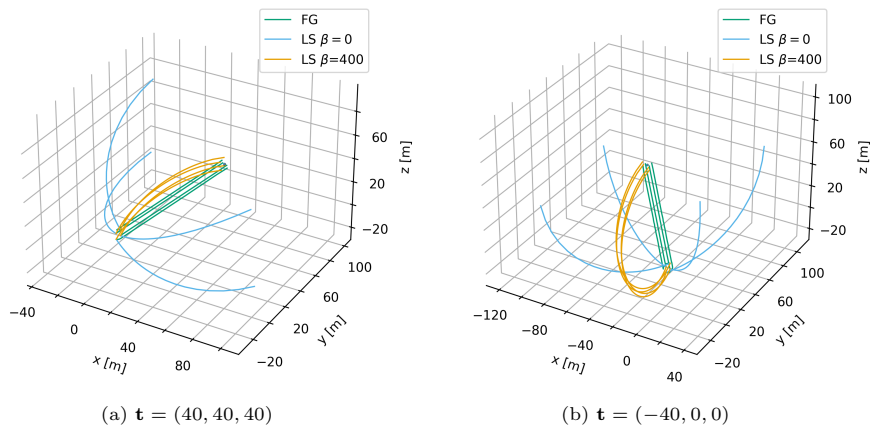 FG
LS β = 0
LS β=400
60
20
−20
z [m]
100
60
20
−20
y [m]
−40
0
40
80
x [m]
(a) t = (40, 40, 40)
FG
LS β = 0
LS β=400
100
60
20
−20
z [m]
100
60
20
−20
y [m]
−120
−80
−40
0
40
x [m]
(b) t = (−40, 0, 0)